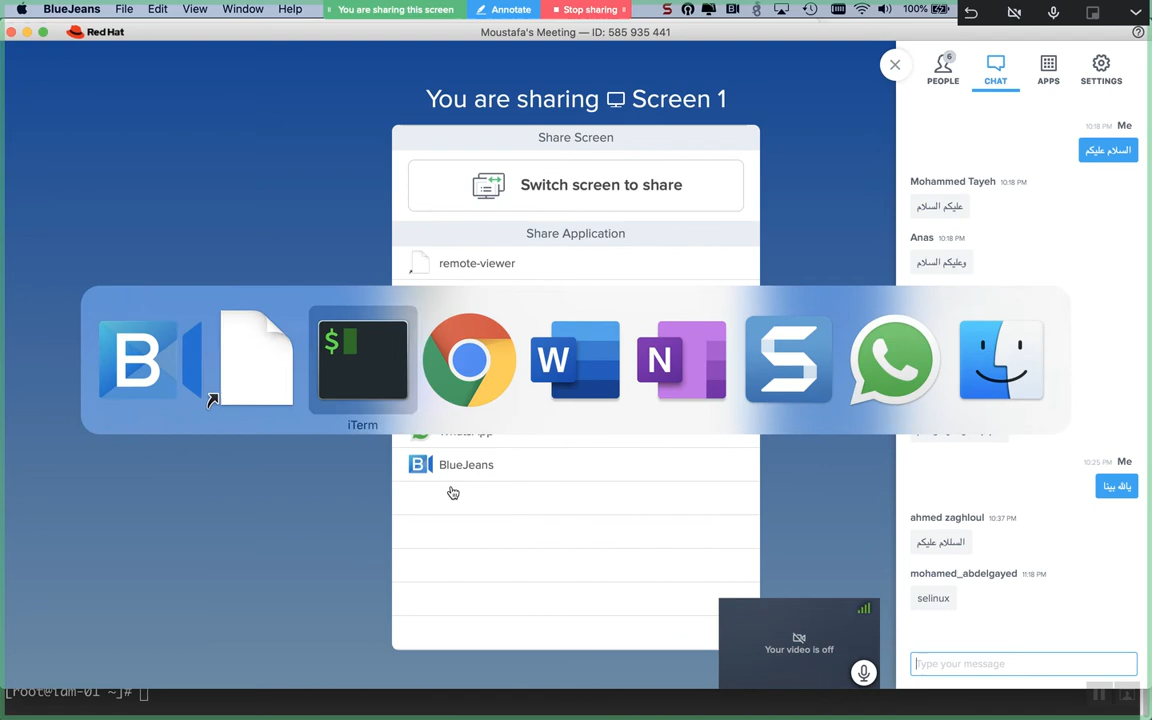 BlueJeans File Edit View Window Help
You are sharing this screen
Annotate
Stop sharing
100%
Red Hat
Moustafa's Meeting — ID: 585 935 441
You are sharing Screen 1
Share Screen
Switch screen to share
Share Application
remote-viewer
B
$
W
N
S
iTerm
WhatsApp
BlueJeans
Your video is off
6
PEOPLE
CHAT
APPS
SETTINGS
10:18 PM Me
السلام عليكم
Mohammed Tayeh 10:18 PM
عليكم السلام
Anas 10:18 PM
وعليكم السلام
10:25 PM Me
يالله بينا
ahmed zaghloul 10:37 PM
السللام عليكم
mohamed_abdelgayed 11:18 PM
selinux
Type your message
[root@iam-01 ~]#